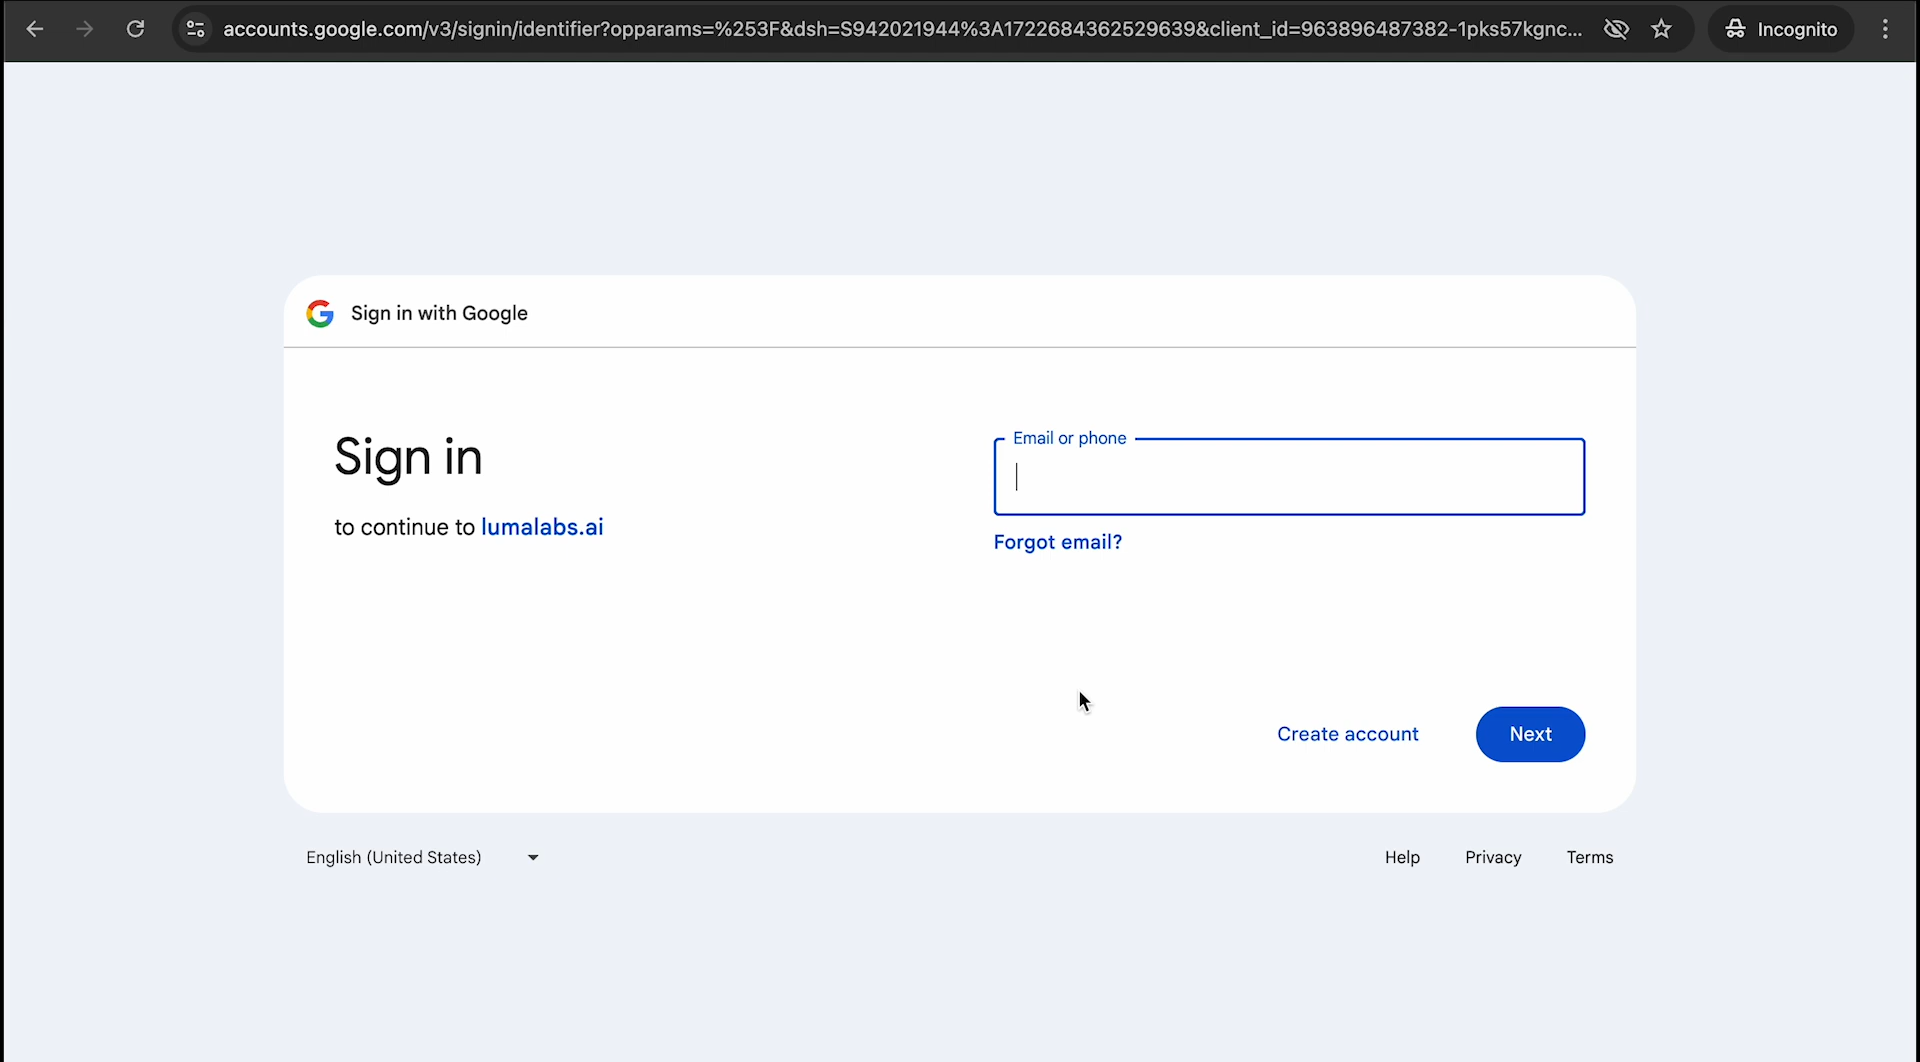 accounts.google.com/v3/signin/identifier?opparams=%253F&dsh=S942021944%3A1722684362529639&client_id=963896487382-1pks57kgnc...
Incognito
Sign in with Google
Sign in
to continue to lumalabs.ai
Email or phone
Forgot email?
Create account
Next
English (United States)
Help
Privacy
Terms